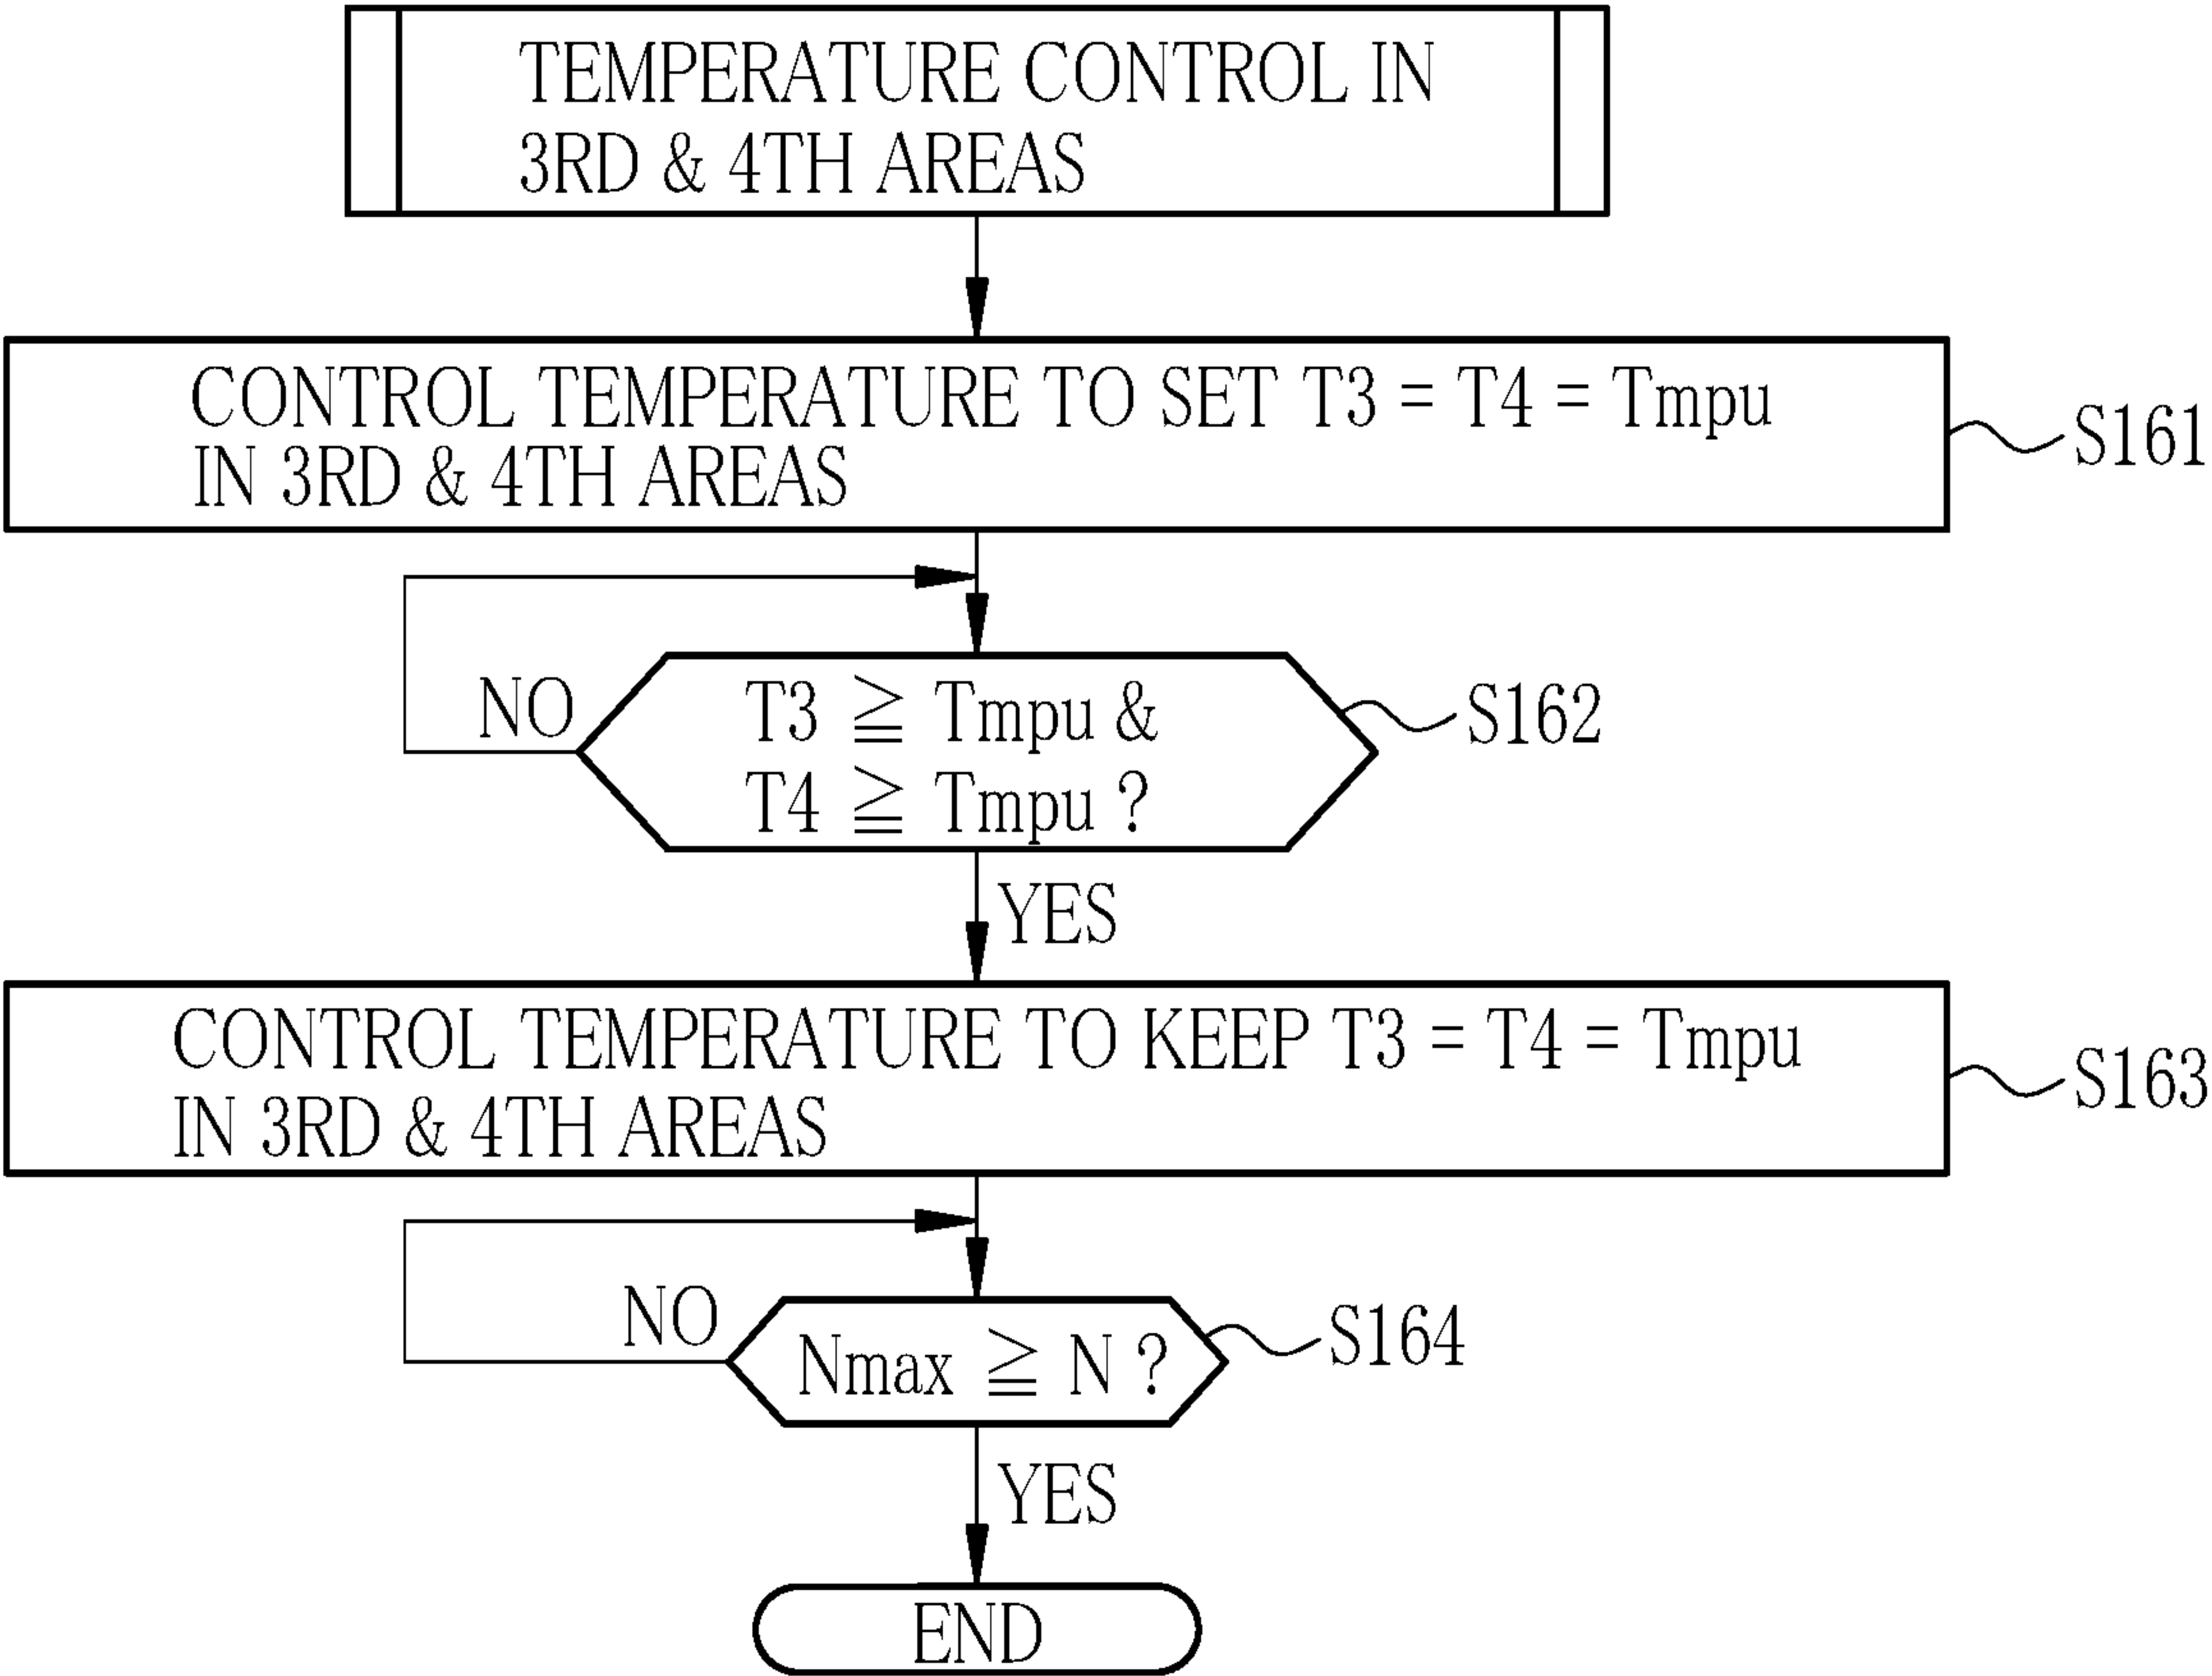 TEMPERATURE CONTROL IN
3RD & 4TH AREAS
CONTROL TEMPERATURE TO SET T3 = T4 = Tmpu
IN 3RD & 4TH AREAS
S161
NO
T3 ≧ Tmpu &
T4 ≧ Tmpu ?
S162
YES
CONTROL TEMPERATURE TO KEEP T3 = T4 = Tmpu
IN 3RD & 4TH AREAS
S163
NO
Nmax ≧ N ?
S164
YES
END